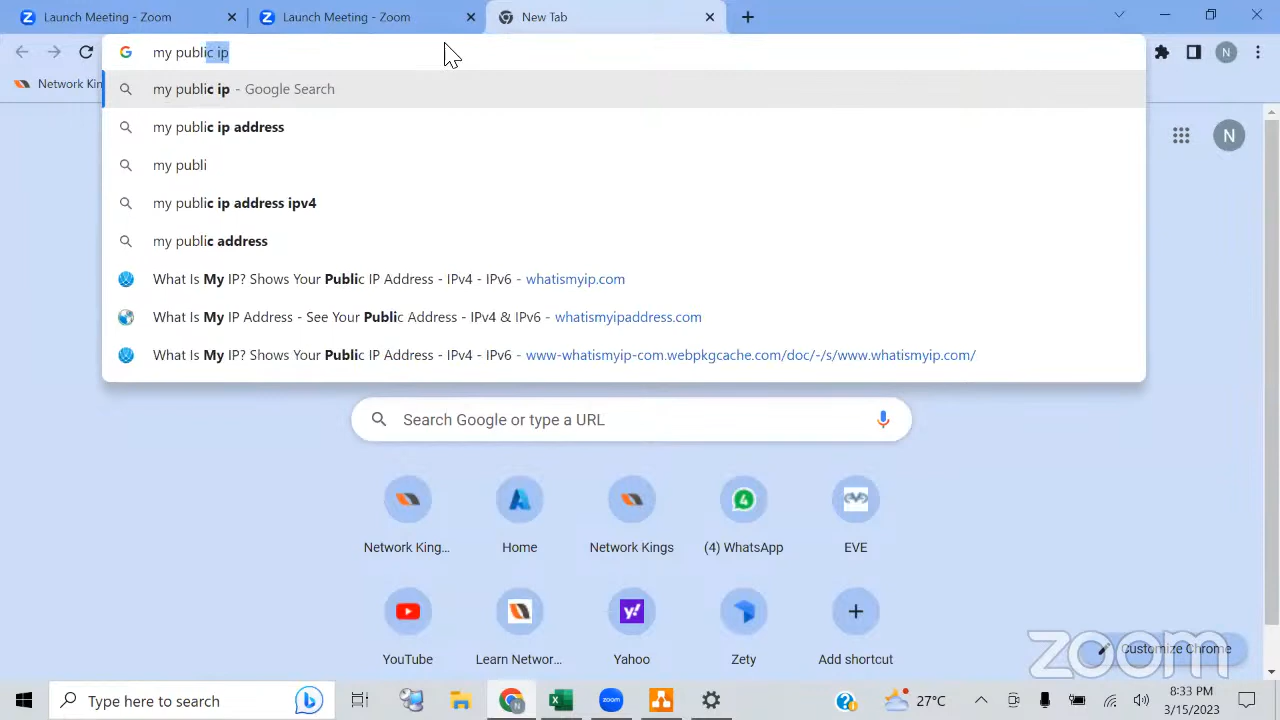 Launch Meeting - Zoom
Launch Meeting - Zoom
New Tab
my public ip
N
Network Kin
my public ip - Google Search
my public ip address
N
my publi
my public ip address ipv4
my public address
What Is My IP? Shows Your Public IP Address - IPv4 - IPv6 - whatismyip.com
What Is My IP Address - See Your Public Address - IPv4 & IPv6 - whatismyipaddress.com
What Is My IP? Shows Your Public IP Address - IPv4 - IPv6 - www-whatismyip-com.webpkgcache.com/doc/-/s/www.whatismyip.com/
Search Google or type a URL
Network King...
Home
Network Kings
(4) WhatsApp
EVE
YouTube
Learn Networ...
Yahoo
Zety
Add shortcut
Customize Chrome
zoom
Type here to search
27°C
8:33 PM
3/15/2023